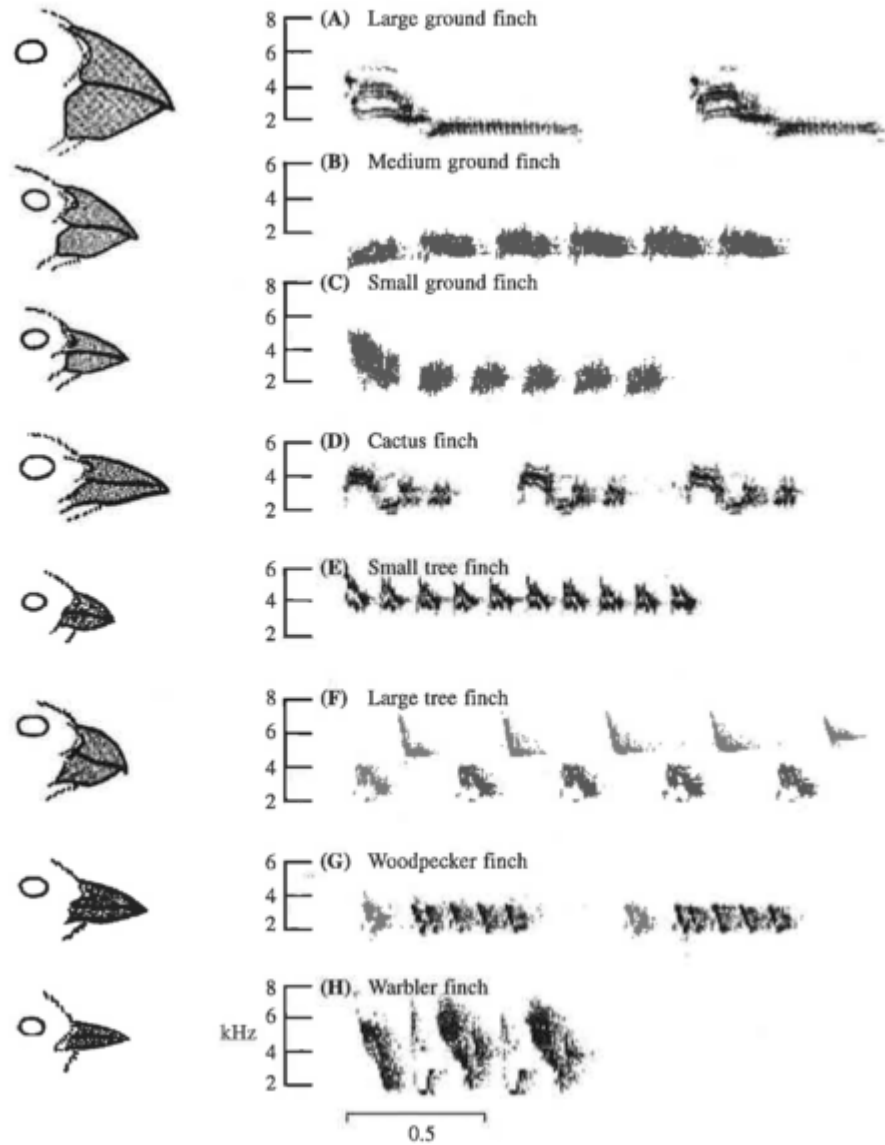 8 (A) Large ground finch
6
4
2
6 (B) Medium ground finch
4
2
8 (C) Small ground finch
6
4
2
6 (D) Cactus finch
4
2
6 (E) Small tree finch
4
2
8 (F) Large tree finch
6
4
2
6 (G) Woodpecker finch
4
2
8 (H) Warbler finch
6
kHz
4
2
0.5